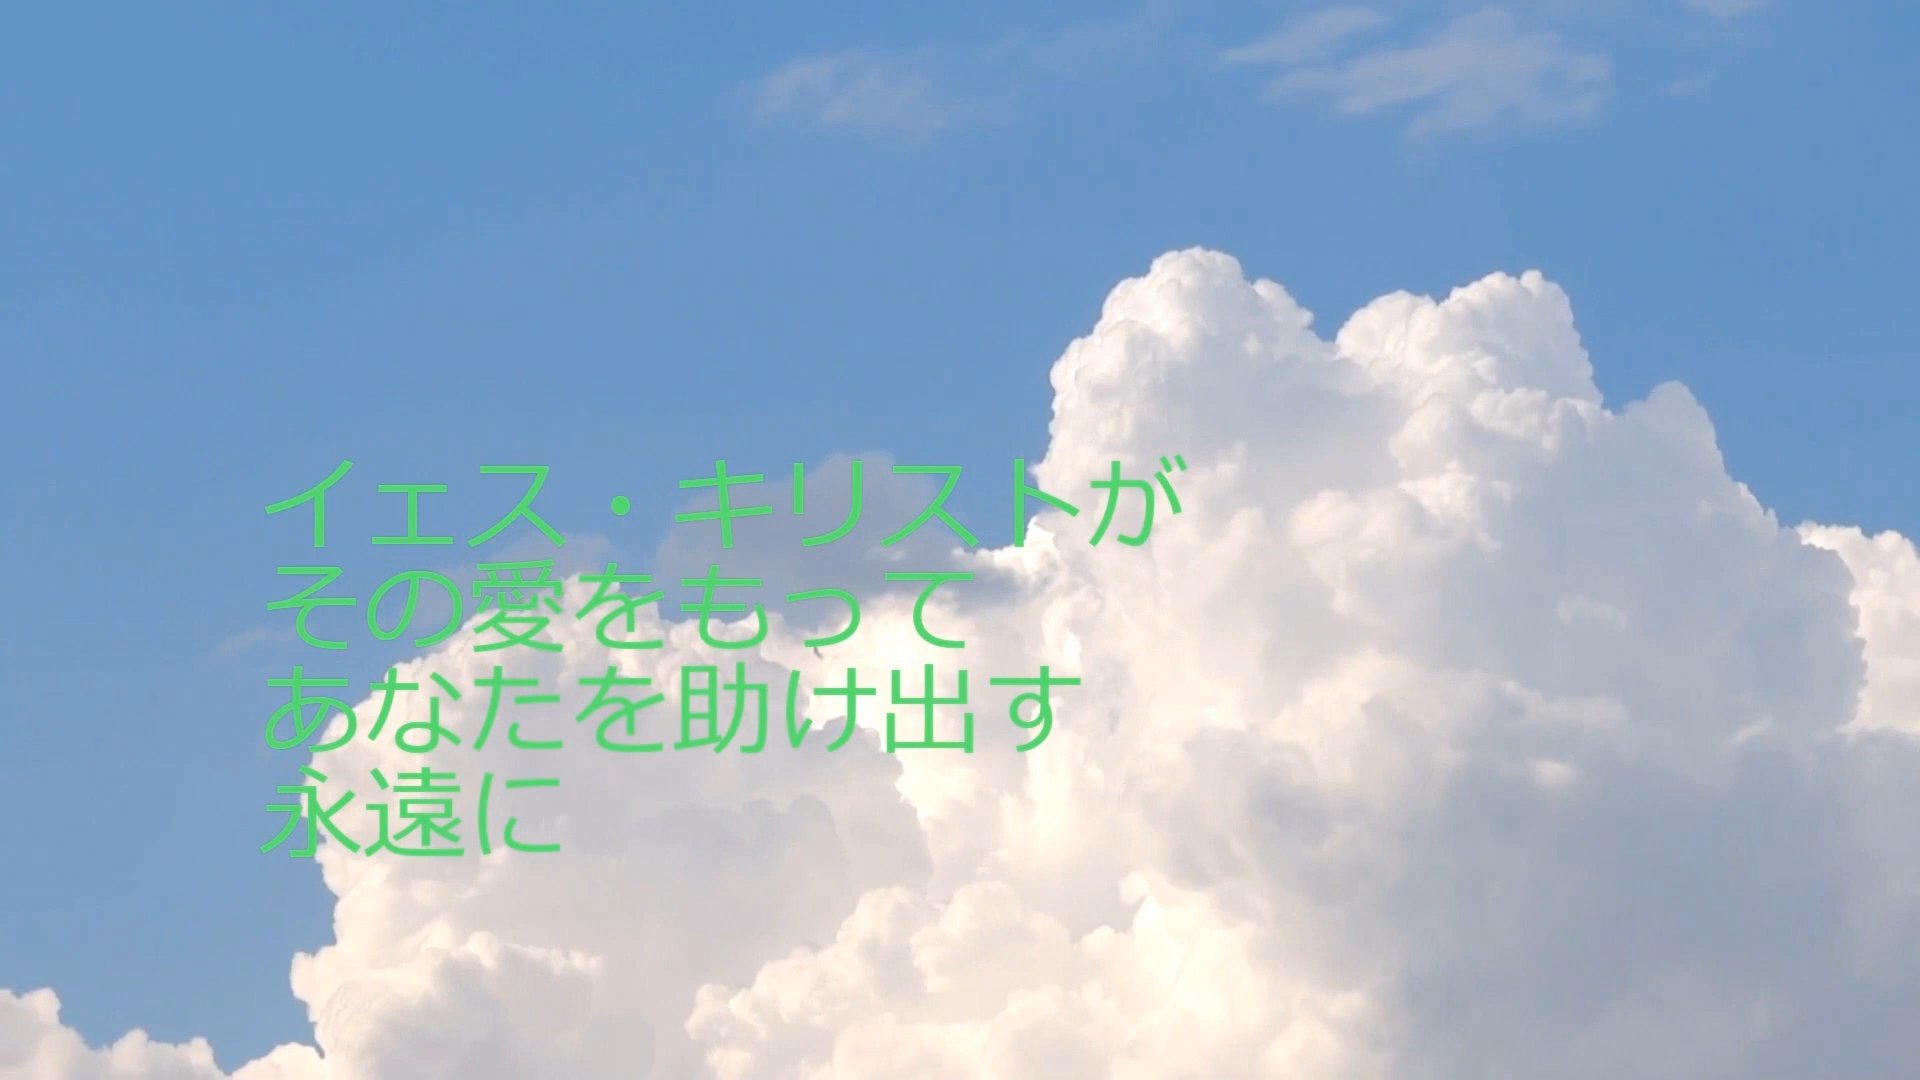 イエス・キリストが
その愛をもって
あなたを助け出す
永遠に